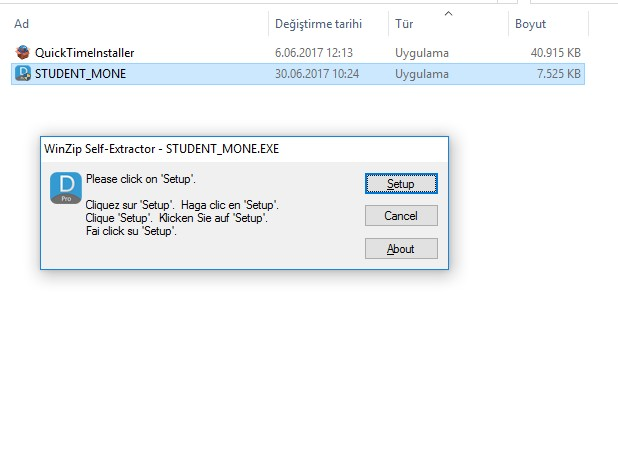 Ad Değiştirme tarihi Tür Boyut
QuickTimeInstaller 6.06.2017 12:13 Uygulama 40.915 KB
STUDENT_MONE 30.06.2017 10:24 Uygulama 7.525 KB
WinZip Self-Extractor - STUDENT_MONE.EXE
D
Pro
Please click on 'Setup'.
Cliquez sur 'Setup'. Haga clic en 'Setup'.
Clique 'Setup'. Klicken Sie auf 'Setup'.
Fai click su 'Setup'.
Setup
Cancel
About